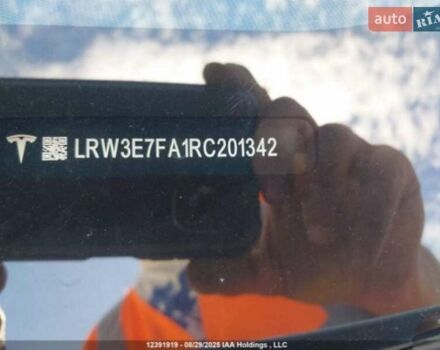 auto RIA
LRW3E7FA1RC201342
12391919 - 08/29/2025 IAA Holdings , LLC